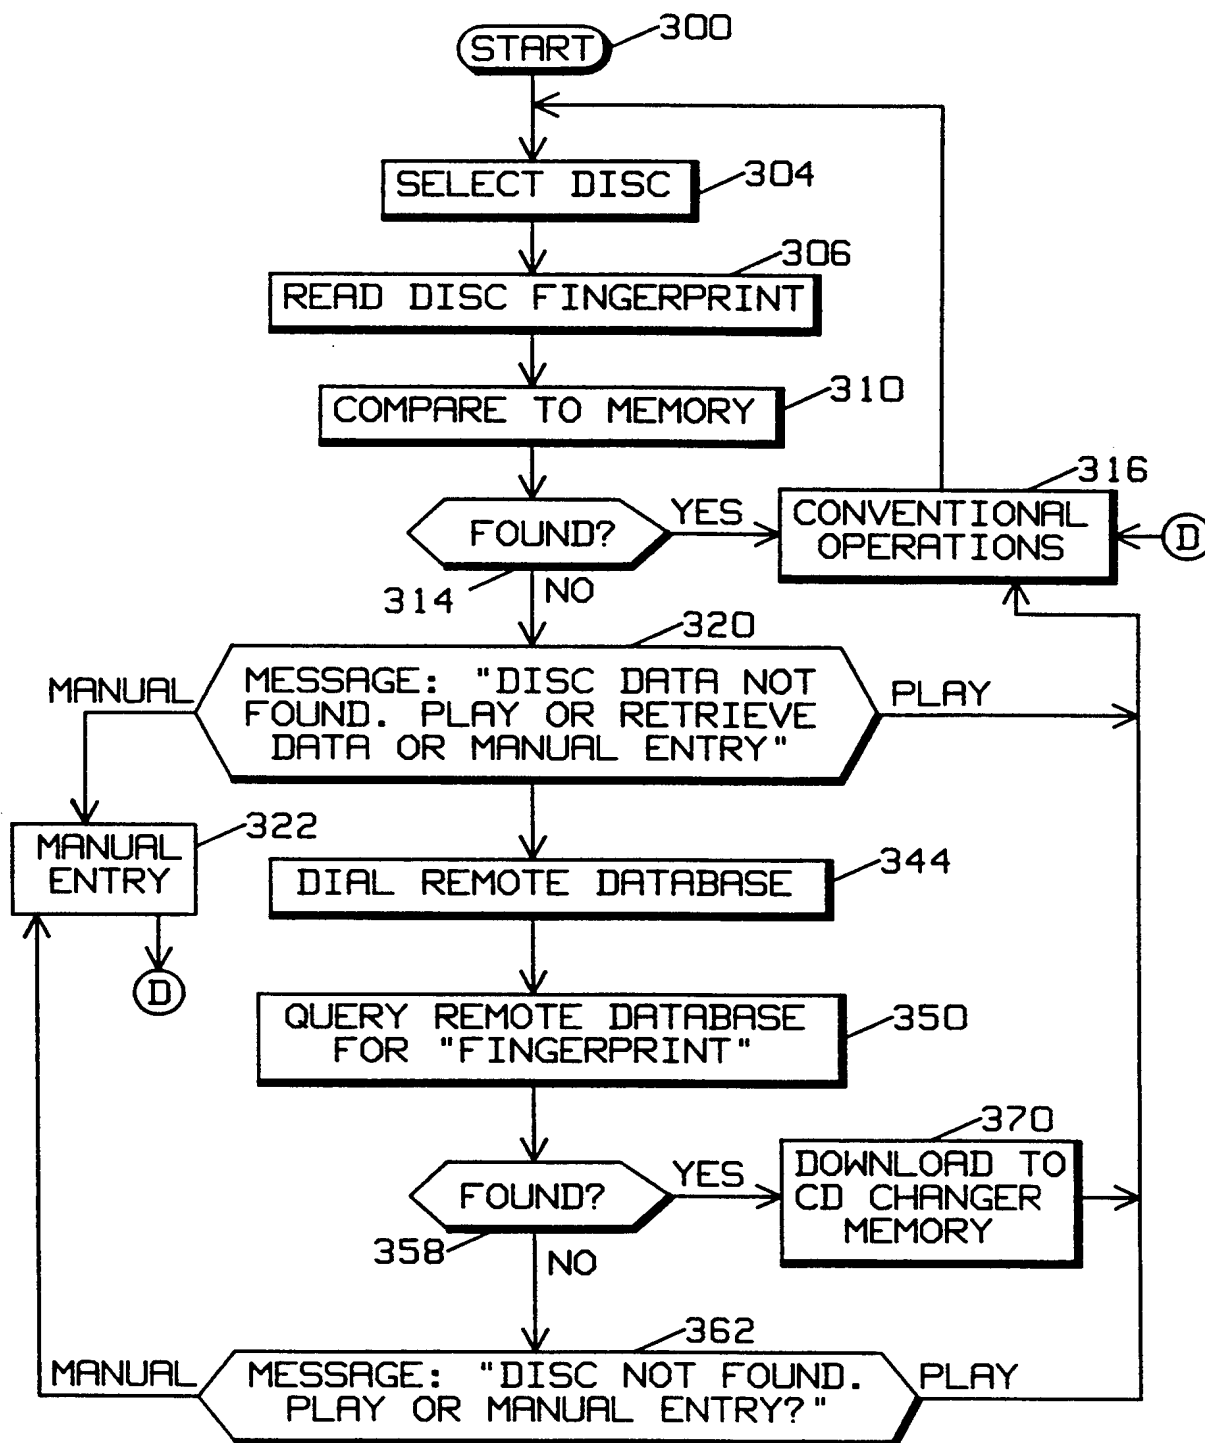 START
300
SELECT DISC
304
306
READ DISC FINGERPRINT
310
COMPARE TO MEMORY
316
FOUND?
YES
CONVENTIONAL
OPERATIONS
D
314
NO
320
MANUAL
MESSAGE: "DISC DATA NOT
FOUND. PLAY OR RETRIEVE
DATA OR MANUAL ENTRY"
PLAY
322
MANUAL
ENTRY
344
DIAL REMOTE DATABASE
D
350
QUERY REMOTE DATABASE
FOR "FINGERPRINT"
370
FOUND?
YES
DOWNLOAD TO
CD CHANGER
MEMORY
358
NO
362
MANUAL
MESSAGE: "DISC NOT FOUND.
PLAY OR MANUAL ENTRY?"
PLAY